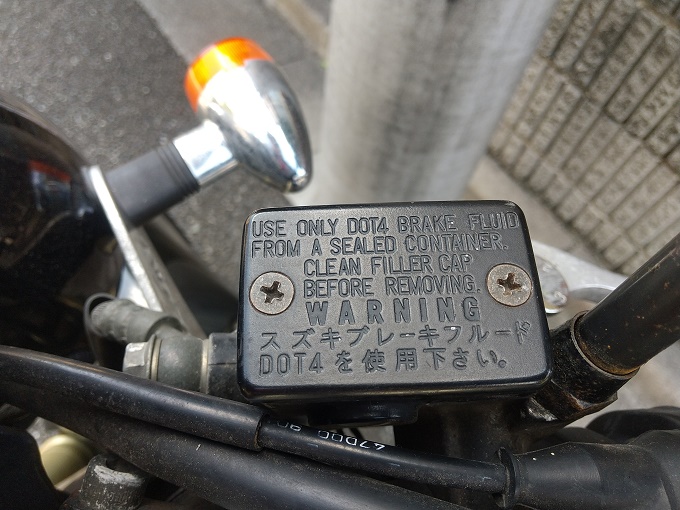 USE ONLY DOT4 BRAKE FLUID
FROM A SEALED CONTAINER.
CLEAN FILLER CAP
BEFORE REMOVING.
WARNING
スズキブレーキフルード
DOT4を使用下さい。